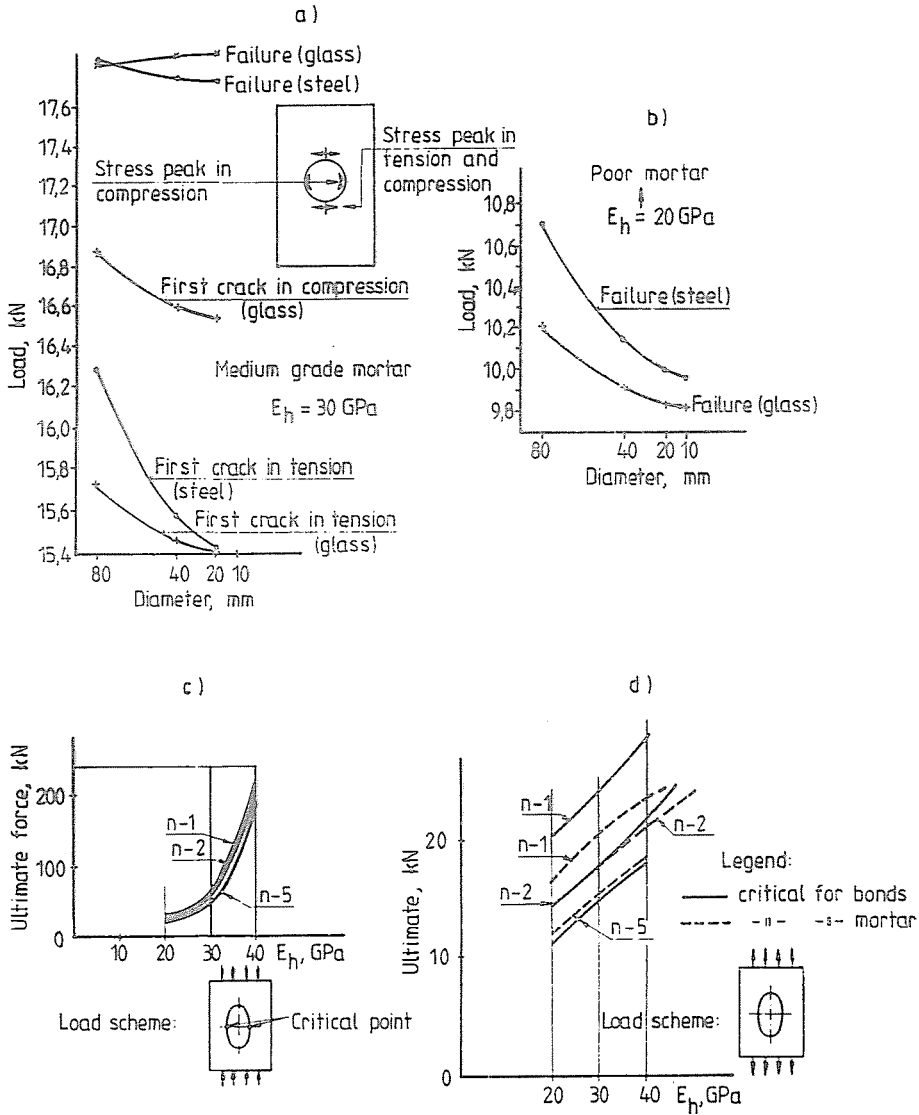 a)
Failure (glass)
Failure (steel)
17,6
17,4
17,2
17,0
16,8
16,6
16,4
16,2
16,0
15,8
15,6
15,4
Load, kN
Stress peak in
compression
Stress peak in
tension and
compression
First crack in compression
(glass)
Medium grade mortar
Eh = 30 GPa
First crack in tension
(steel)
First crack in tension
(glass)
80 40 20 10
Diameter, mm
b)
Poor mortar
Eh = 20 GPa
10,8
10,6
10,4
10,2
10,0
9,8
Load, kN
Failure (steel)
Failure (glass)
80 40 20 10
Diameter, mm
c)
Ultimate force, kN
200
100
0
n-1
n-2
n-5
10 20 30 40 Eh, GPa
Load scheme:
Critical point
d)
Ultimate, kN
20
10
0
n-1
n-1
n-2
n-2
n-5
Legend:
critical for bonds
-"- -"- mortar
Load scheme:
20 30 40 Eh, GPa